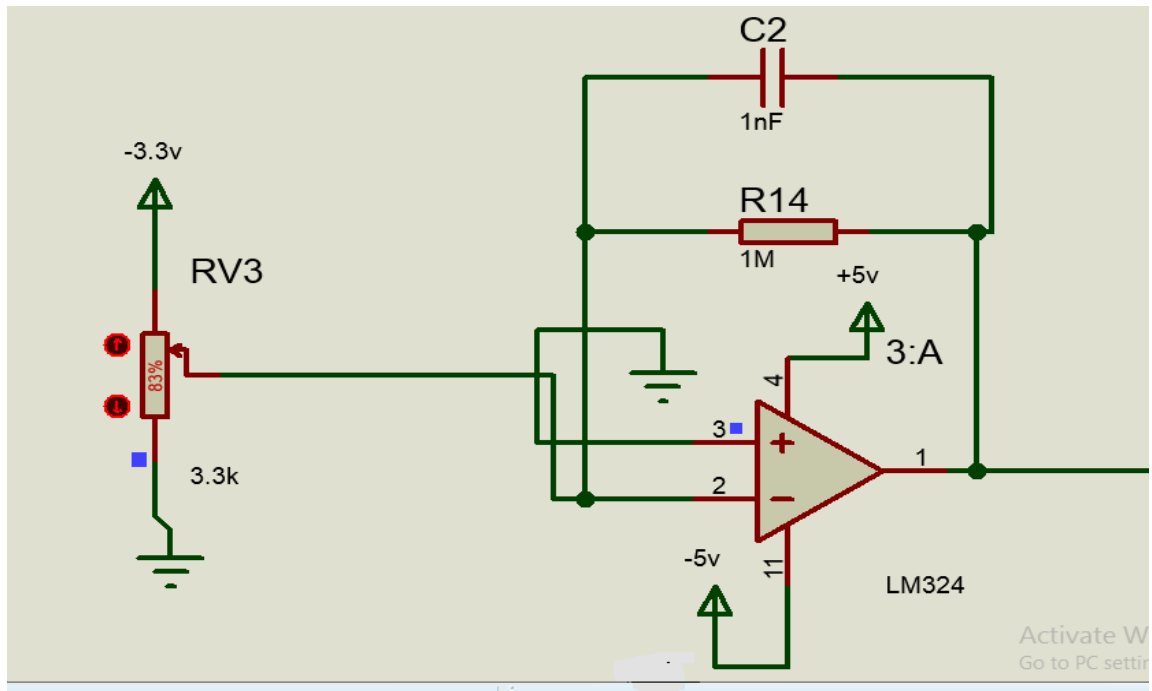 C2
1nF
-3.3v
R14
1M
RV3
+5v
3:A
83%
4
3
+
1
2
−
3.3k
-5v
11
LM324
Activate W
Go to PC settin